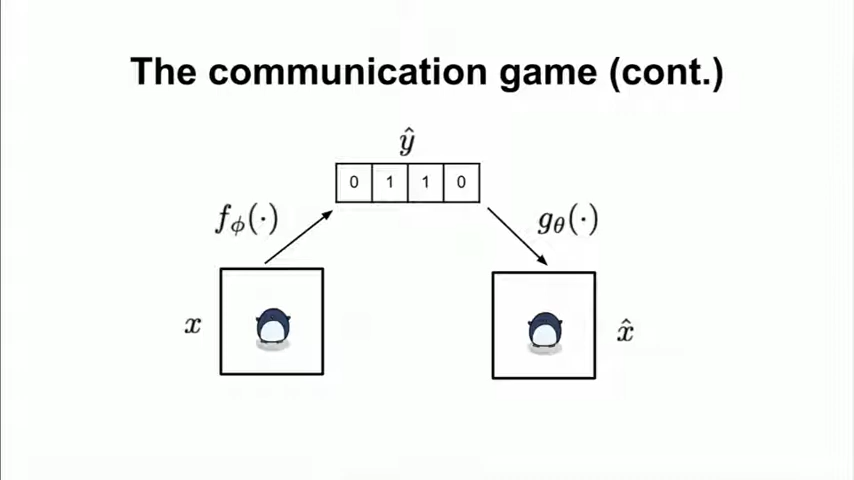 The communication game (cont.)
ŷ
0 1 1 0
f_ϕ(·) g_θ(·)
x x̂